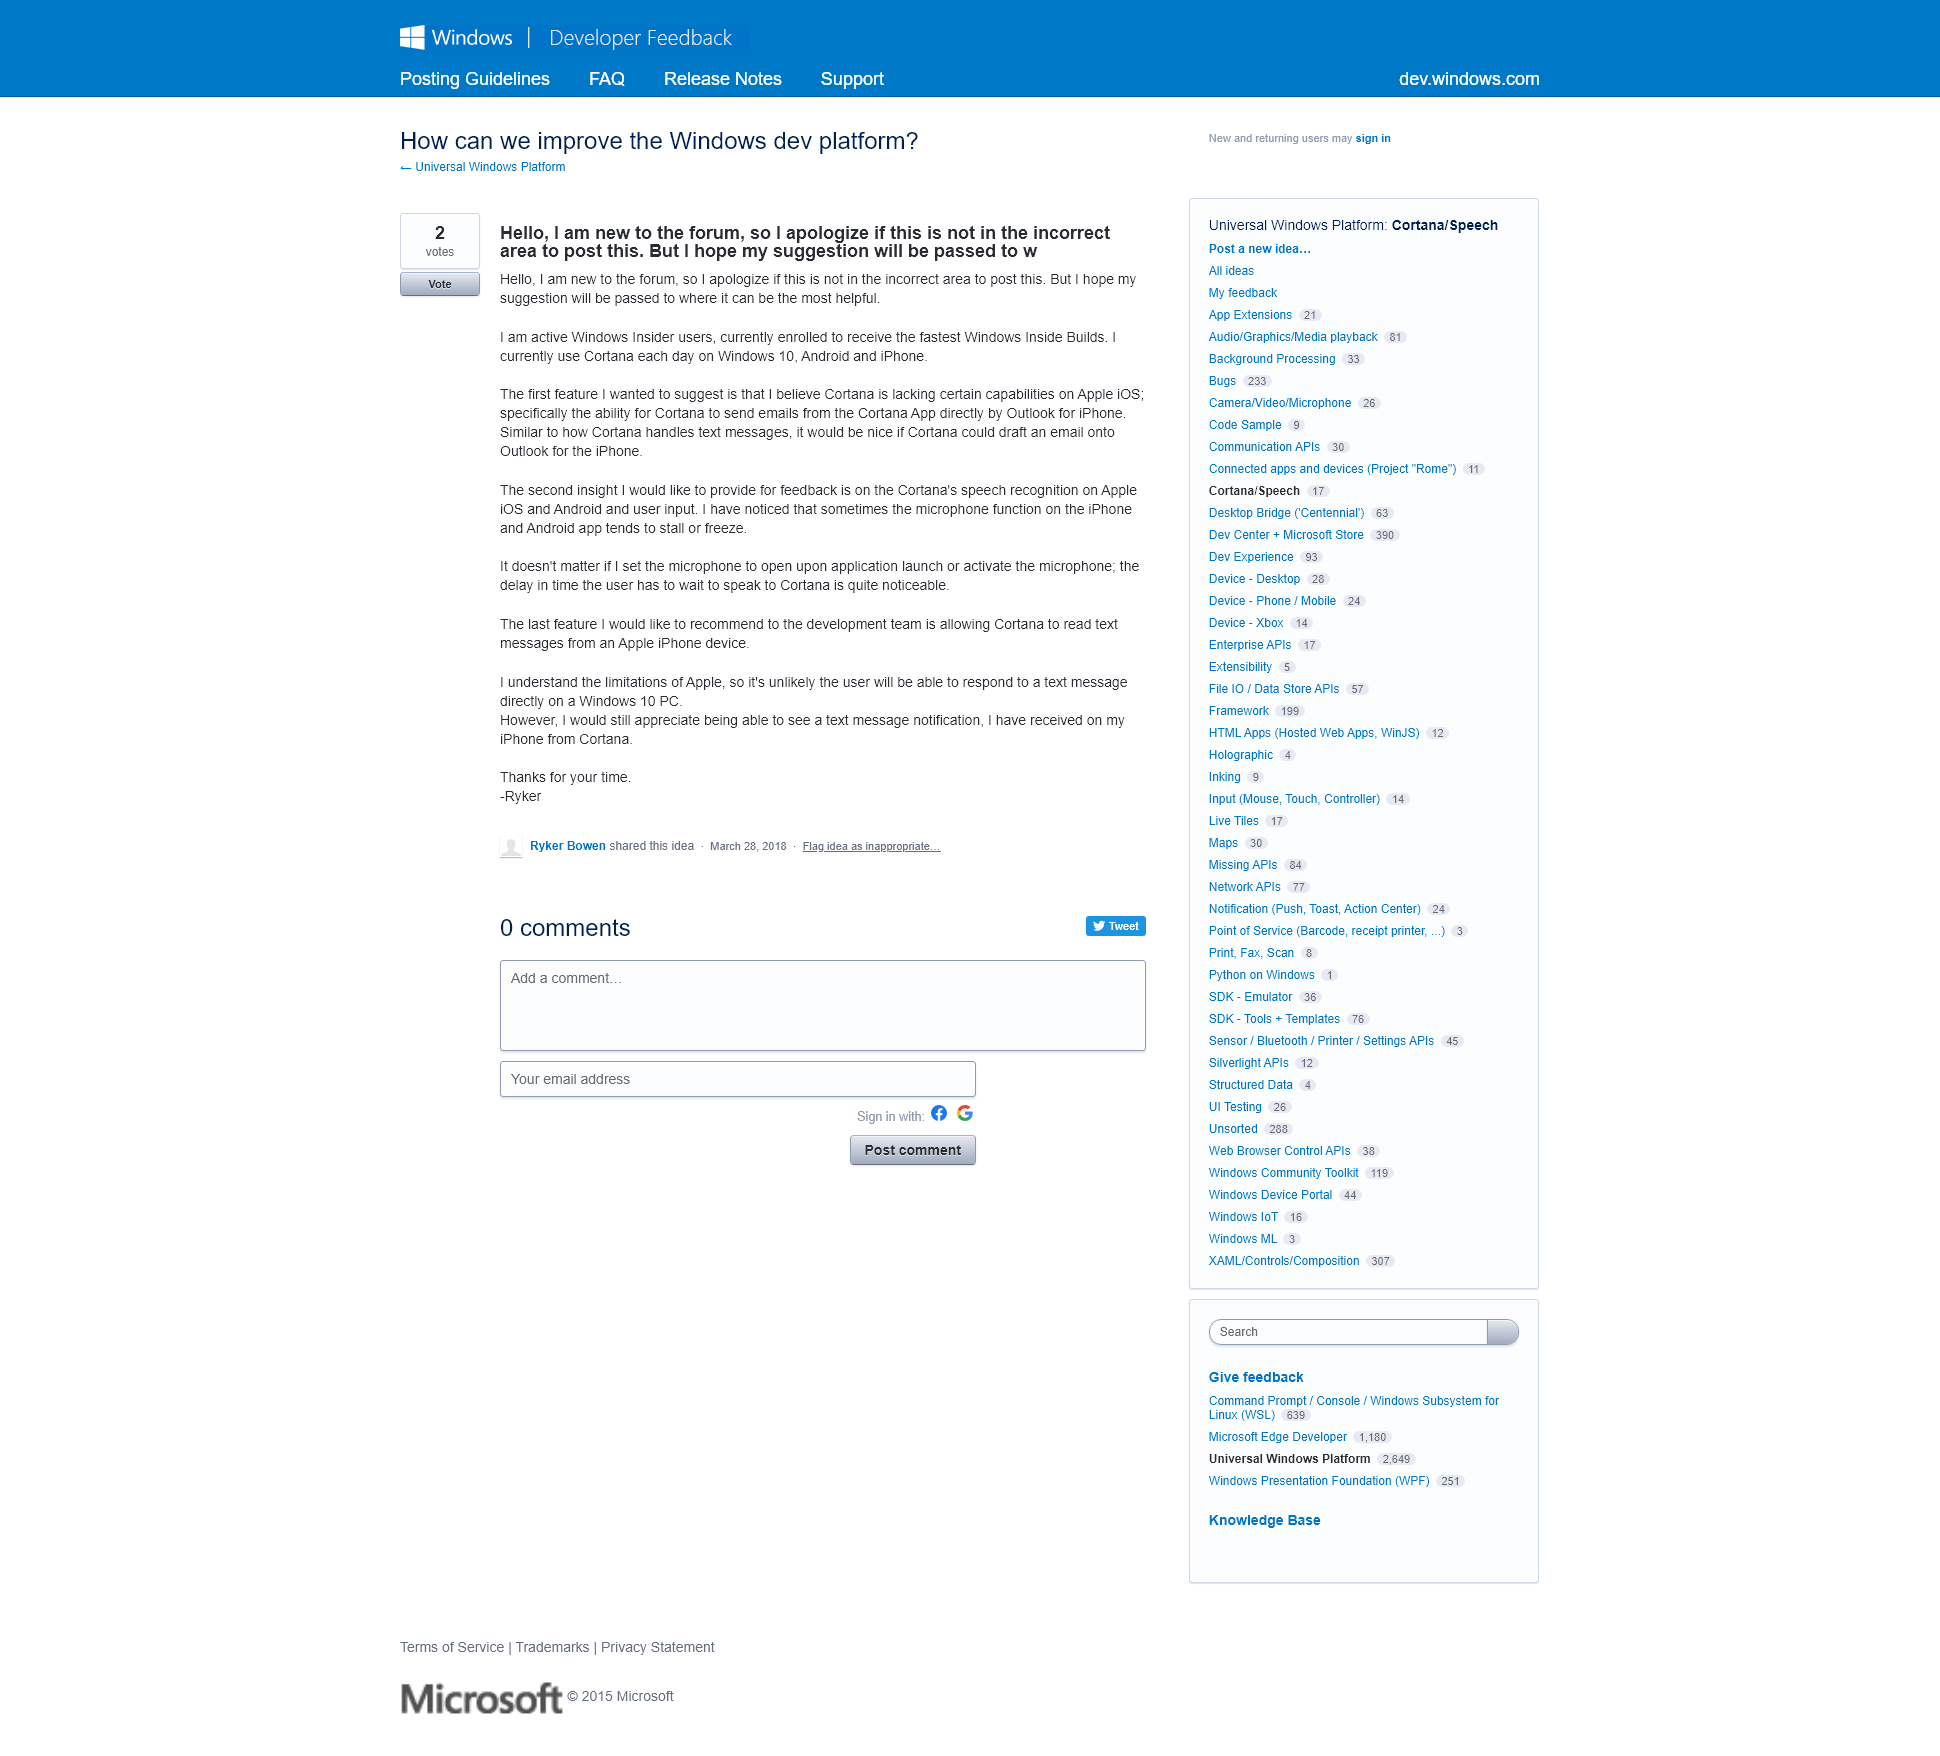 Windows | Developer Feedback
Posting Guidelines FAQ Release Notes Support dev.windows.com
How can we improve the Windows dev platform?
← Universal Windows Platform
New and returning users may sign in
2
votes
Vote
Hello, I am new to the forum, so I apologize if this is not in the incorrect
area to post this. But I hope my suggestion will be passed to w
Hello, I am new to the forum, so I apologize if this is not in the incorrect area to post this. But I hope my
suggestion will be passed to where it can be the most helpful.
I am active Windows Insider users, currently enrolled to receive the fastest Windows Inside Builds. I
currently use Cortana each day on Windows 10, Android and iPhone.
The first feature I wanted to suggest is that I believe Cortana is lacking certain capabilities on Apple iOS;
specifically the ability for Cortana to send emails from the Cortana App directly by Outlook for iPhone.
Similar to how Cortana handles text messages, it would be nice if Cortana could draft an email onto
Outlook for the iPhone.
The second insight I would like to provide for feedback is on the Cortana's speech recognition on Apple
iOS and Android and user input. I have noticed that sometimes the microphone function on the iPhone
and Android app tends to stall or freeze.
It doesn't matter if I set the microphone to open upon application launch or activate the microphone; the
delay in time the user has to wait to speak to Cortana is quite noticeable.
The last feature I would like to recommend to the development team is allowing Cortana to read text
messages from an Apple iPhone device.
I understand the limitations of Apple, so it's unlikely the user will be able to respond to a text message
directly on a Windows 10 PC.
However, I would still appreciate being able to see a text message notification, I have received on my
iPhone from Cortana.
Thanks for your time.
-Ryker
Ryker Bowen shared this idea · March 28, 2018 · Flag idea as inappropriate…
0 comments
Tweet
Add a comment…
Your email address
Sign in with:
Post comment
Universal Windows Platform: Cortana/Speech
Post a new idea…
All ideas
My feedback
App Extensions 21
Audio/Graphics/Media playback 81
Background Processing 33
Bugs 233
Camera/Video/Microphone 26
Code Sample 9
Communication APIs 30
Connected apps and devices (Project "Rome") 11
Cortana/Speech 17
Desktop Bridge ('Centennial') 63
Dev Center + Microsoft Store 390
Dev Experience 93
Device - Desktop 28
Device - Phone / Mobile 24
Device - Xbox 14
Enterprise APIs 17
Extensibility 5
File IO / Data Store APIs 57
Framework 199
HTML Apps (Hosted Web Apps, WinJS) 12
Holographic 4
Inking 9
Input (Mouse, Touch, Controller) 14
Live Tiles 17
Maps 30
Missing APIs 84
Network APIs 77
Notification (Push, Toast, Action Center) 24
Point of Service (Barcode, receipt printer, ...) 3
Print, Fax, Scan 8
Python on Windows 1
SDK - Emulator 36
SDK - Tools + Templates 76
Sensor / Bluetooth / Printer / Settings APIs 45
Silverlight APIs 12
Structured Data 4
UI Testing 26
Unsorted 288
Web Browser Control APIs 38
Windows Community Toolkit 119
Windows Device Portal 44
Windows IoT 16
Windows ML 3
XAML/Controls/Composition 307
Search
Give feedback
Command Prompt / Console / Windows Subsystem for
Linux (WSL) 639
Microsoft Edge Developer 1,180
Universal Windows Platform 2,649
Windows Presentation Foundation (WPF) 251
Knowledge Base
Terms of Service | Trademarks | Privacy Statement
Microsoft © 2015 Microsoft